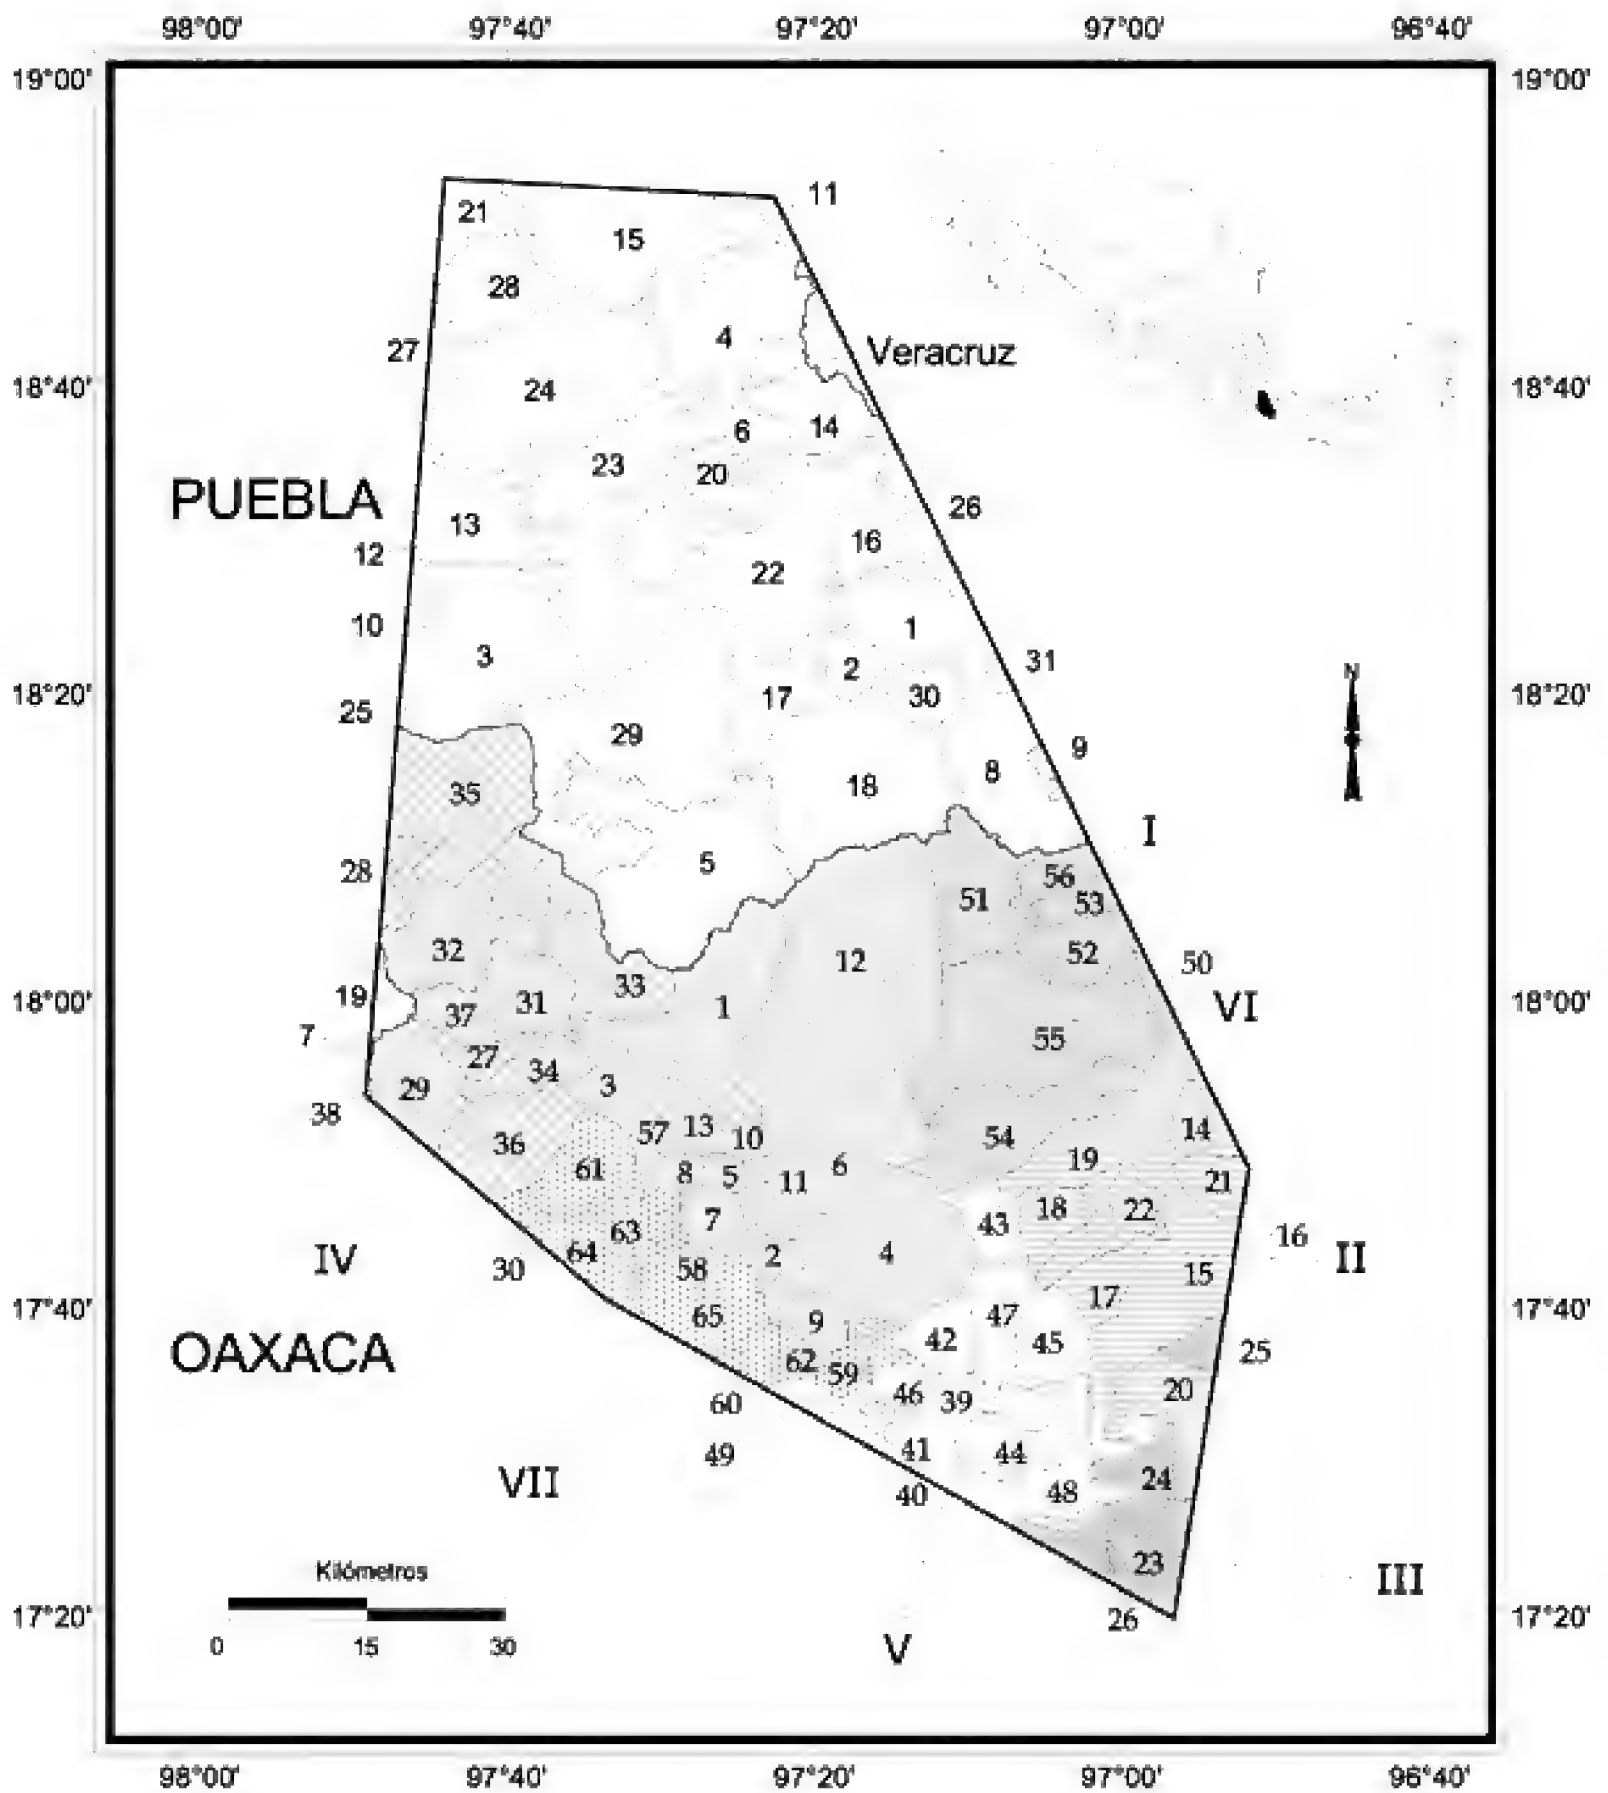 98°00' 97°40' 97°20' 97°00' 96°40'
19°00' 19°00'
11
21
15
28
4
27 Veracruz
18°40' 24 18°40'
6 14
23 20
PUEBLA 26
13
12 16
22
10 1
3 2 31
18°20' 25 17 30 18°20'
29 9
8
35 18
I
28 5 56
51 53
32 12 52 50
19 33
18°00' 37 31 1 VI 18°00'
7 55
27 34
29 3
38
36 57 13 10 54 14
61 8 5 11 6 19 21
7 43 18 22
63 16
IV 64 2 4 II
30 58 15
17°40' 65 9 47 17 17°40'
OAXACA 42 45 25
62 59
60 46 39 20
49 41 44
VII 40 48 24
Kilómetros 23
III
17°20' 26 17°20'
0 15 30 V
N
98°00' 97°40' 97°20' 97°00' 96°40'